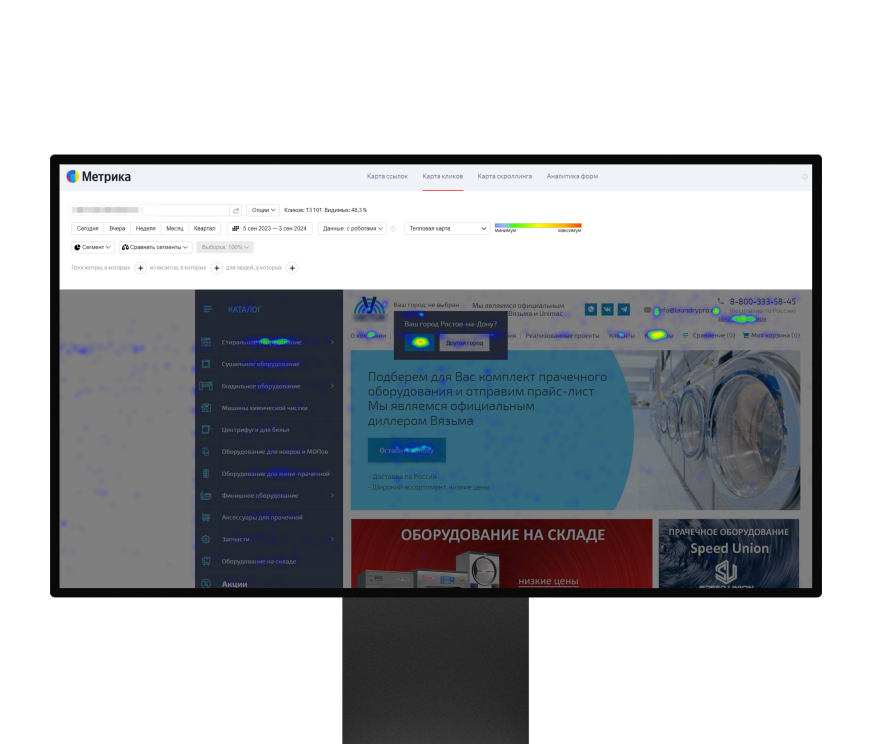 Метрика
Карта ссылок Карта кликов Карта скроллинга Аналитика форм
Опции Кликов: 13 101 Видимых: 48,3 %
Сегодня Вчера Неделя Месяц Квартал 5 сен 2023 — 3 сен 2024 Данные: с роботами Тепловая карта минимум максимум
Сегмент Сравнить сегменты Выборка: 100%
Просмотры, в которых + из визитов, в которых + для людей, у которых +
КАТАЛОГ
Ваш город: не выбран
Мы являемся официальным
Вязьма и Unimac
8-800-333-58-45
(Бесплатно по России)
Ваш город Ростов-на-Дону?
Другой город
Реализованные проекты
Сравнение (0) Моя корзина (0)
Стиральное оборудование
Сушильное оборудование
Гладильное оборудование
Машины химической чистки
Центрифуги для белья
Оборудование для ковров и МОПов
Оборудование для мини-прачечной
Финишное оборудование
Аксессуары для прачечной
Запчасти
Оборудование на складе
Акции
Подберем для Вас комплект прачечного
оборудования и отправим прайс-лист
Мы являемся официальным
диллером Вязьма
- Доставка по России
- Широкий ассортимент, низкие цены
ОБОРУДОВАНИЕ НА СКЛАДЕ
низкие цены
ПРАЧЕЧНОЕ ОБОРУДОВАНИЕ
Speed Union
SU
SPEED UNION